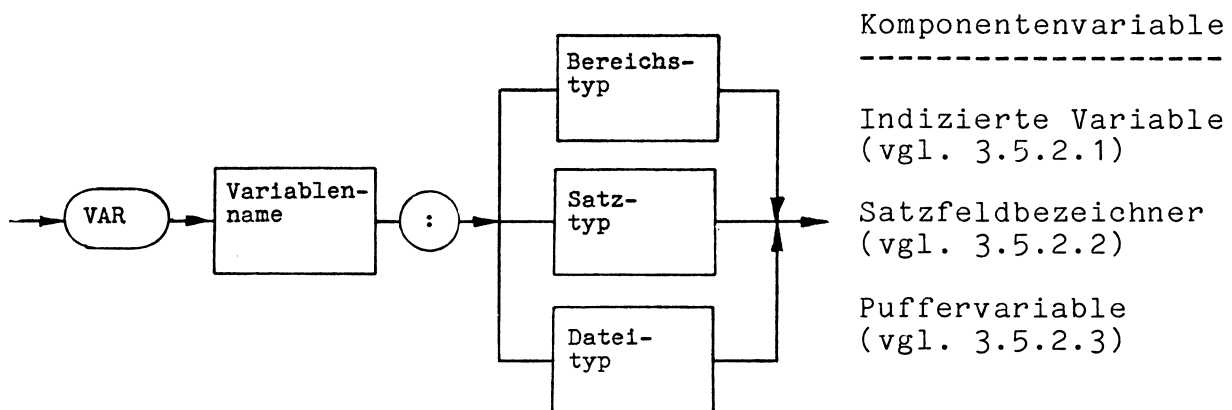 VAR
Variablen-
name
:
Bereichs-
typ
Satz-
typ
Datei-
typ
Komponentenvariable
-------------------
Indizierte Variable
(vgl. 3.5.2.1)
Satzfeldbezeichner
(vgl. 3.5.2.2)
Puffervariable
(vgl. 3.5.2.3)